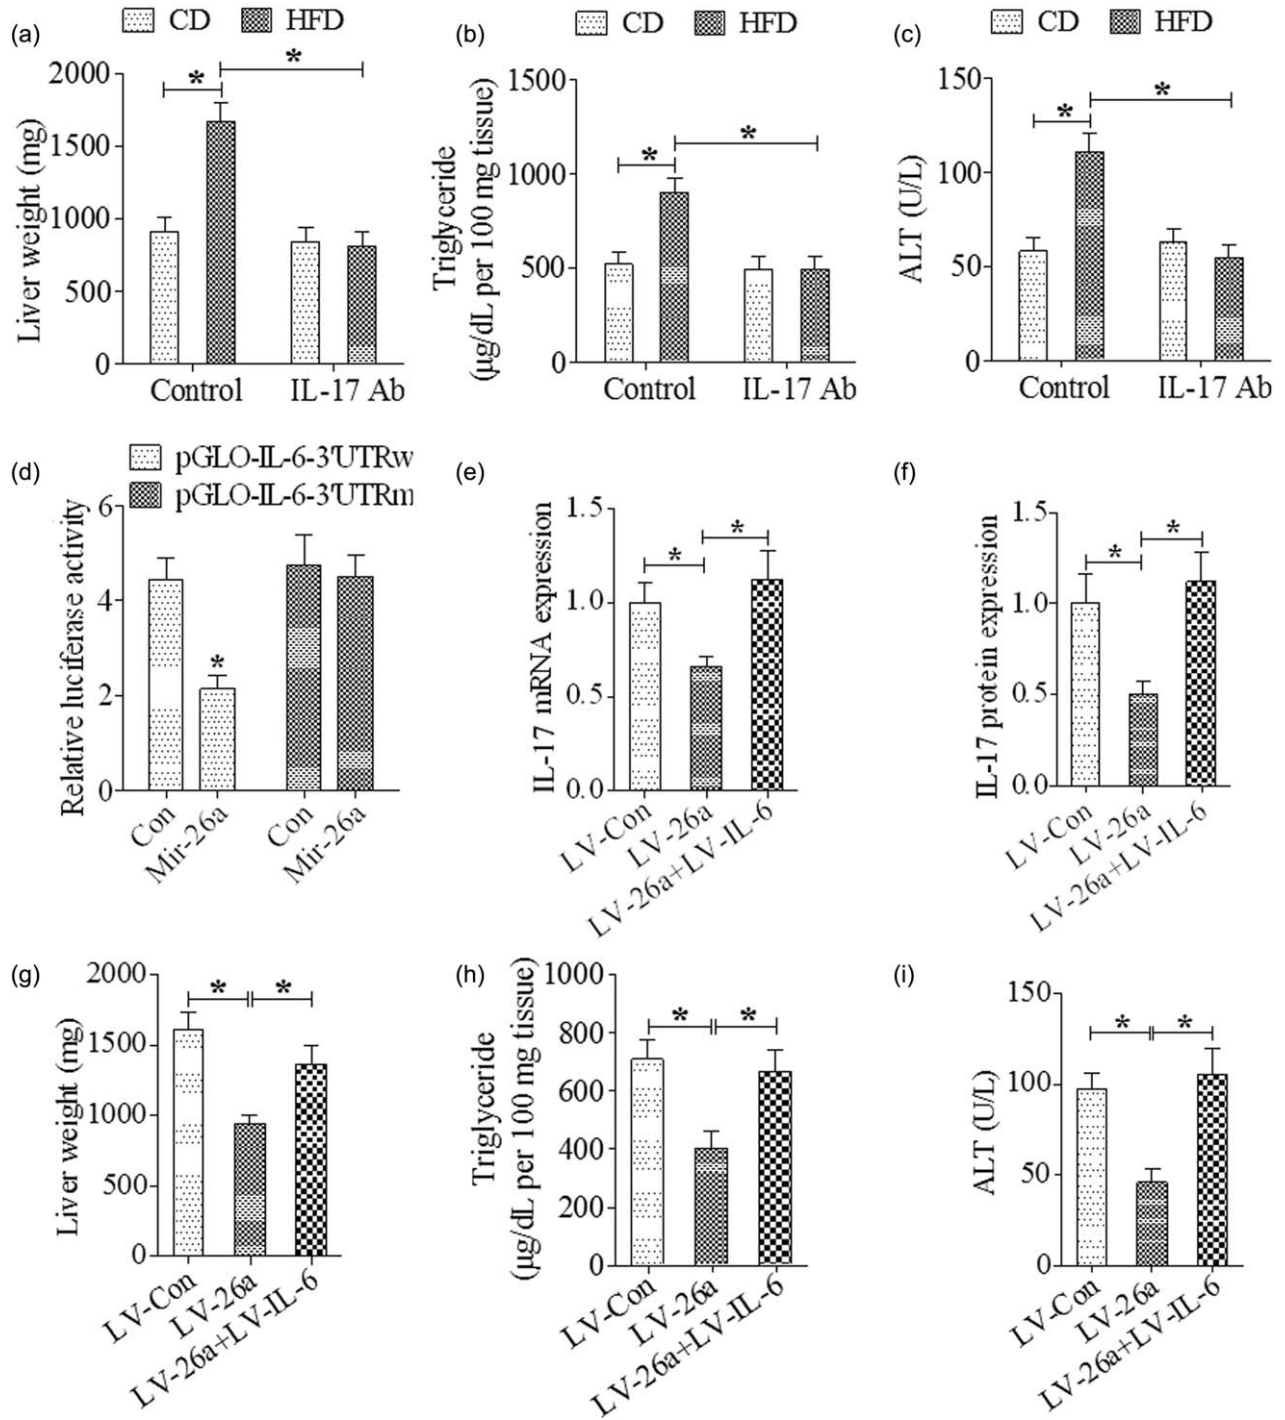 (a)
CD HFD
Liver weight (mg)
2000
1500
1000
500
0
* *
Control IL-17 Ab
(b)
CD HFD
Triglyceride
(µg/dL per 100 mg tissue)
1500
1000
500
0
* *
Control IL-17 Ab
(c)
CD HFD
ALT (U/L)
150
100
50
0
* *
Control IL-17 Ab
(d)
pGLO-IL-6-3'UTRw
pGLO-IL-6-3'UTRm
Relative luciferase activity
6
4
2
0
*
Con
Mir-26a
Con
Mir-26a
(e)
IL-17 mRNA expression
1.5
1.0
0.5
0.0
* *
LV-Con
LV-26a
LV-26a+LV-IL-6
(f)
IL-17 protein expression
1.5
1.0
0.5
0.0
* *
LV-Con
LV-26a
LV-26a+LV-IL-6
(g)
Liver weight (mg)
2000
1500
1000
500
0
* *
LV-Con
LV-26a
LV-26a+LV-IL-6
(h)
Triglyceride
(µg/dL per 100 mg tissue)
1000
800
600
400
200
0
* *
LV-Con
LV-26a
LV-26a+LV-IL-6
(i)
ALT (U/L)
150
100
50
0
* *
LV-Con
LV-26a
LV-26a+LV-IL-6